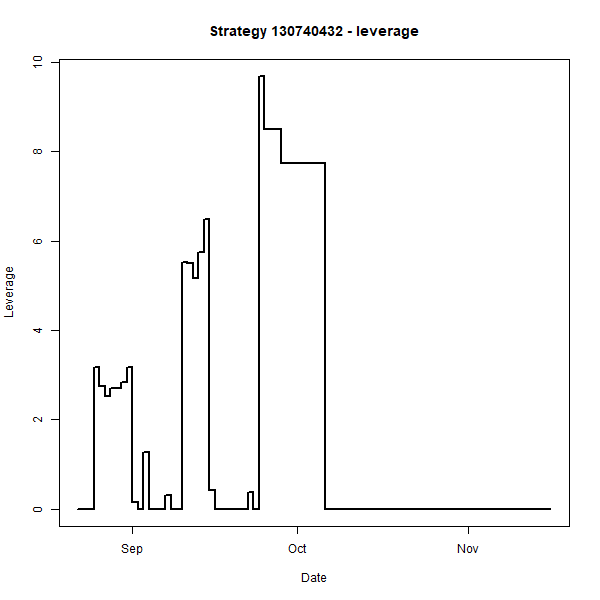 Strategy 130740432 - leverage
10
8
6
4
2
0
Leverage
Sep
Oct
Nov
Date